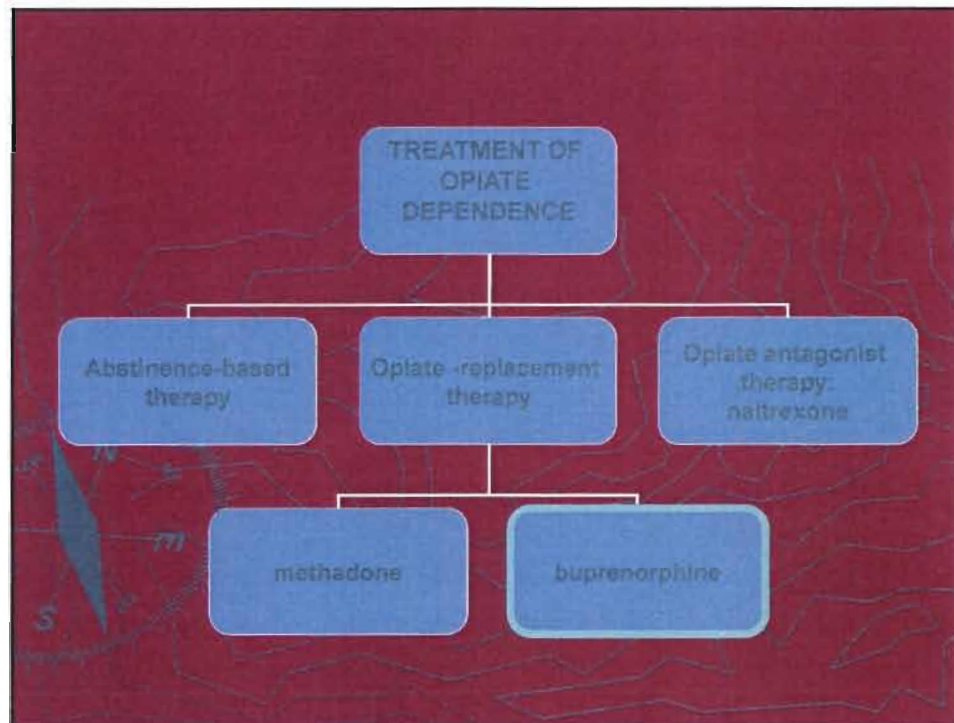 TREATMENT OF
OPIATE
DEPENDENCE
Abstinence-based
therapy
Opiate -replacement
therapy
Opiate antagonist
therapy:
naltrexone
methadone
buprenorphine
N
E
m
S